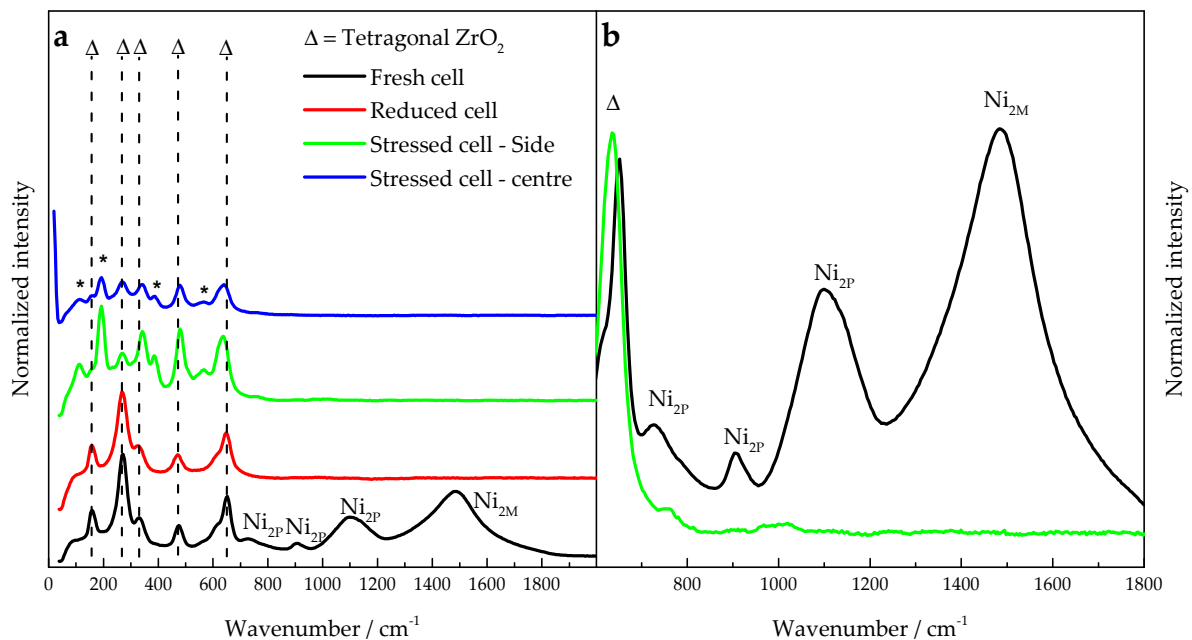 a
Δ Δ Δ Δ Δ
Δ = Tetragonal ZrO₂
Fresh cell
Reduced cell
Stressed cell - Side
Stressed cell - centre
* * * *
Ni₂P Ni₂P Ni₂P Ni₂M
Normalized intensity
0 200 400 600 800 1000 1200 1400 1600 1800
Wavenumber / cm⁻¹
b
Δ
Ni₂P Ni₂P Ni₂P Ni₂M
800 1000 1200 1400 1600 1800
Wavenumber / cm⁻¹
Normalized intensity